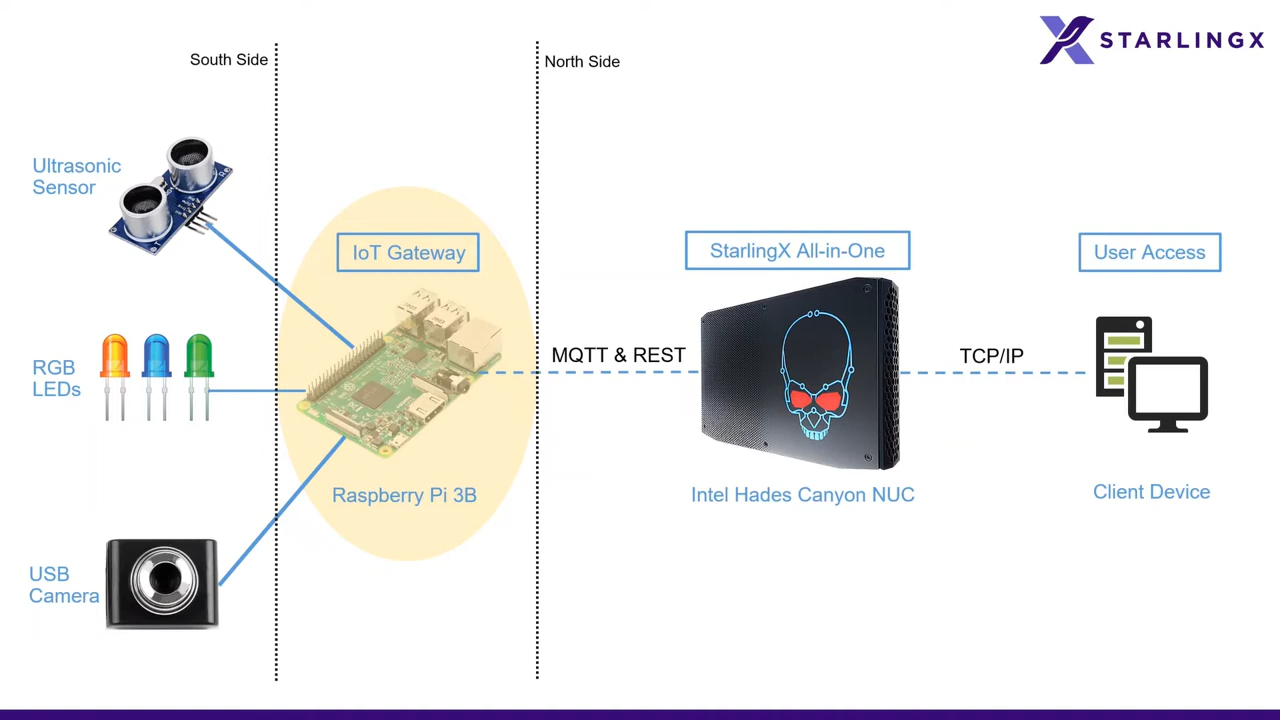 South Side
North Side
STARLINGX
Ultrasonic
Sensor
IoT Gateway
StarlingX All-in-One
User Access
RGB
LEDs
MQTT & REST
TCP/IP
Raspberry Pi 3B
Intel Hades Canyon NUC
Client Device
USB
Camera